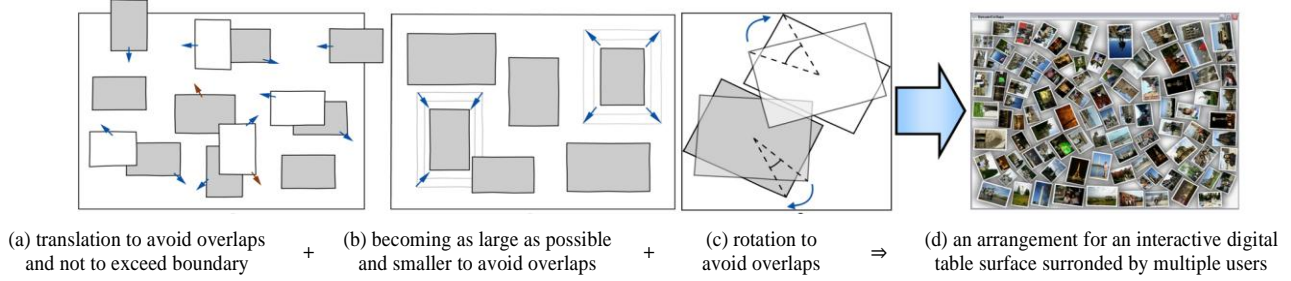 (a) translation to avoid overlaps
and not to exceed boundary
+
(b) becoming as large as possible
and smaller to avoid overlaps
+
(c) rotation to
avoid overlaps
⇒
(d) an arrangement for an interactive digital
table surface surronded by multiple users